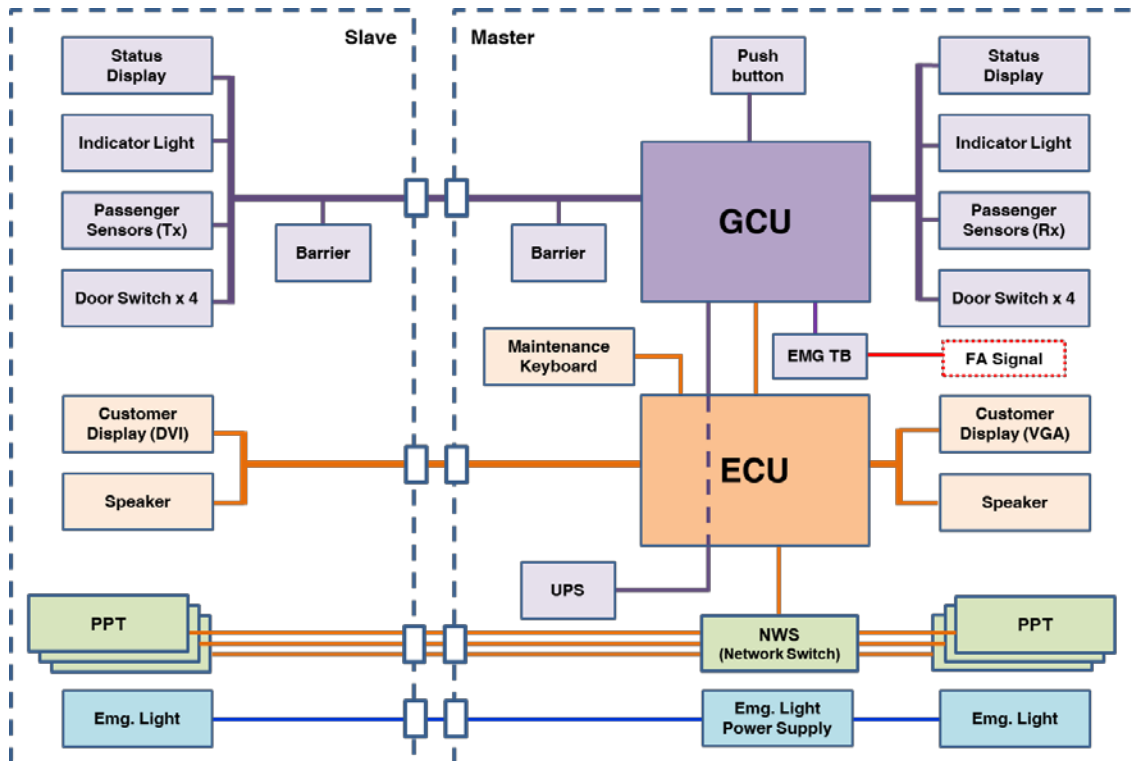 Slave
Master
Status
Display
Push
button
Status
Display
Indicator Light
Indicator Light
Passenger
Sensors (Tx)
GCU
Passenger
Sensors (Rx)
Barrier
Barrier
Door Switch x 4
Door Switch x 4
Maintenance
Keyboard
EMG TB
FA Signal
Customer
Display (DVI)
Customer
Display (VGA)
ECU
Speaker
Speaker
UPS
PPT
NWS
(Network Switch)
PPT
Emg. Light
Emg. Light
Power Supply
Emg. Light